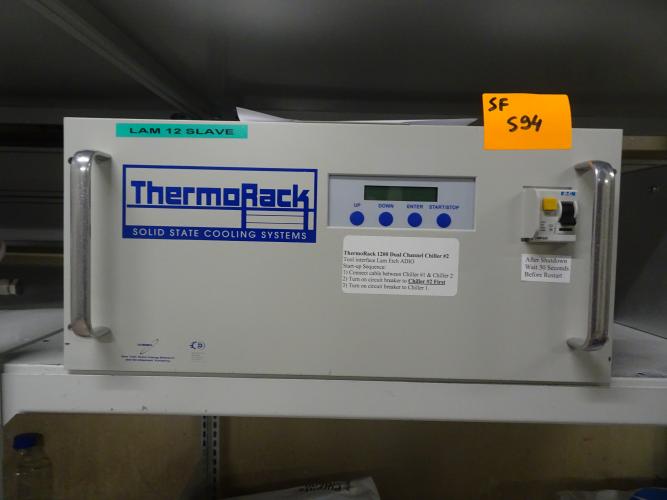 SF
594
LAM 12 SLAVE
ThermoRack
SOLID STATE COOLING SYSTEMS
UP DOWN ENTER START/STOP
ThermoRack 1200 Dual Channel Chiller #2
Tool interface Lam Etch ADIO
Start-up Sequence:
1) Connect cable between Chiller #1 & Chiller 2
2) Turn on circuit breaker to Chiller #2 First
3) Turn on circuit breaker to Chiller 1.
After Shutdown
Wait 30 Seconds
Before Restart